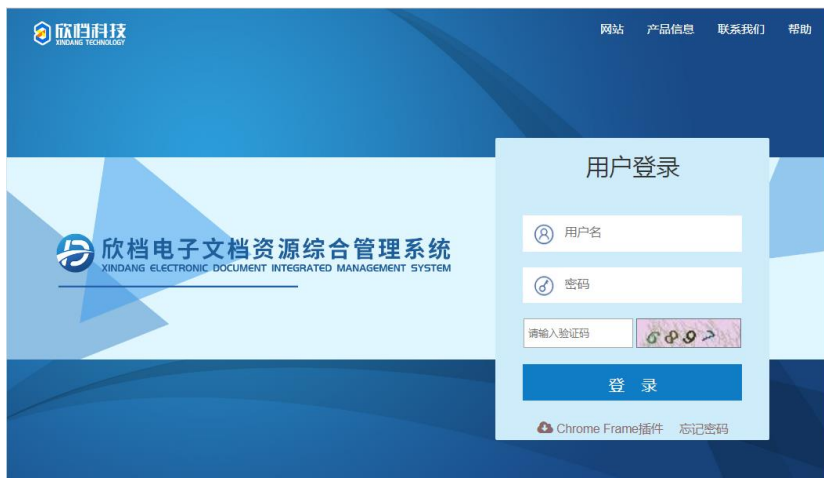 欣档科技
XINDANG TECHNOLOGY
网站 产品信息 联系我们 帮助
用户登录
欣档电子文档资源综合管理系统
XINDANG ELECTRONIC DOCUMENT INTEGRATED MANAGEMENT SYSTEM
用户名
密码
请输入验证码
登 录
Chrome Frame插件 忘记密码